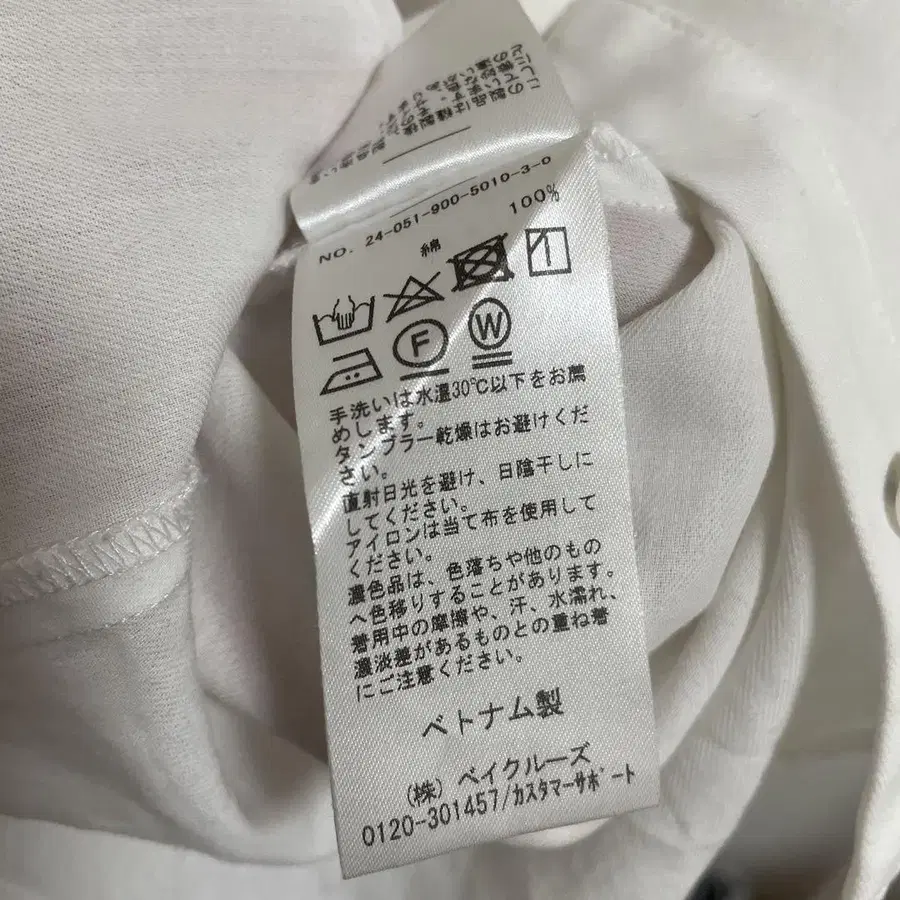 の製品は縫製後
NO. 24-051-900-5010-3-0
綿 100%
F W
手洗いは水温30℃以下をお薦
めします。
タンブラー乾燥はお避けくだ
さい。
直射日光を避け、日陰干しに
してください。
アイロンは当て布を使用して
ください。
濃色品は、色落ちや他のもの
へ色移りすることがあります。
着用中の摩擦や、汗、水濡れ、
濃淡差があるものとの重ね着
にご注意ください。
ベトナム製
(株) ベイクルーズ
0120-301457/カスタマーサポート